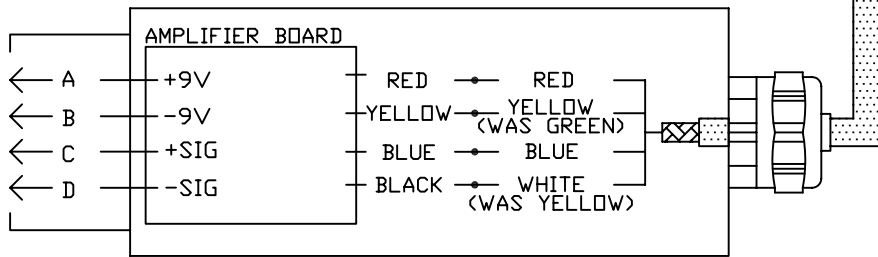 AMPLIFIER BOARD
A +9V RED RED
B -9V YELLOW YELLOW
(WAS GREEN)
C +SIG BLUE BLUE
D -SIG BLACK WHITE
(WAS YELLOW)